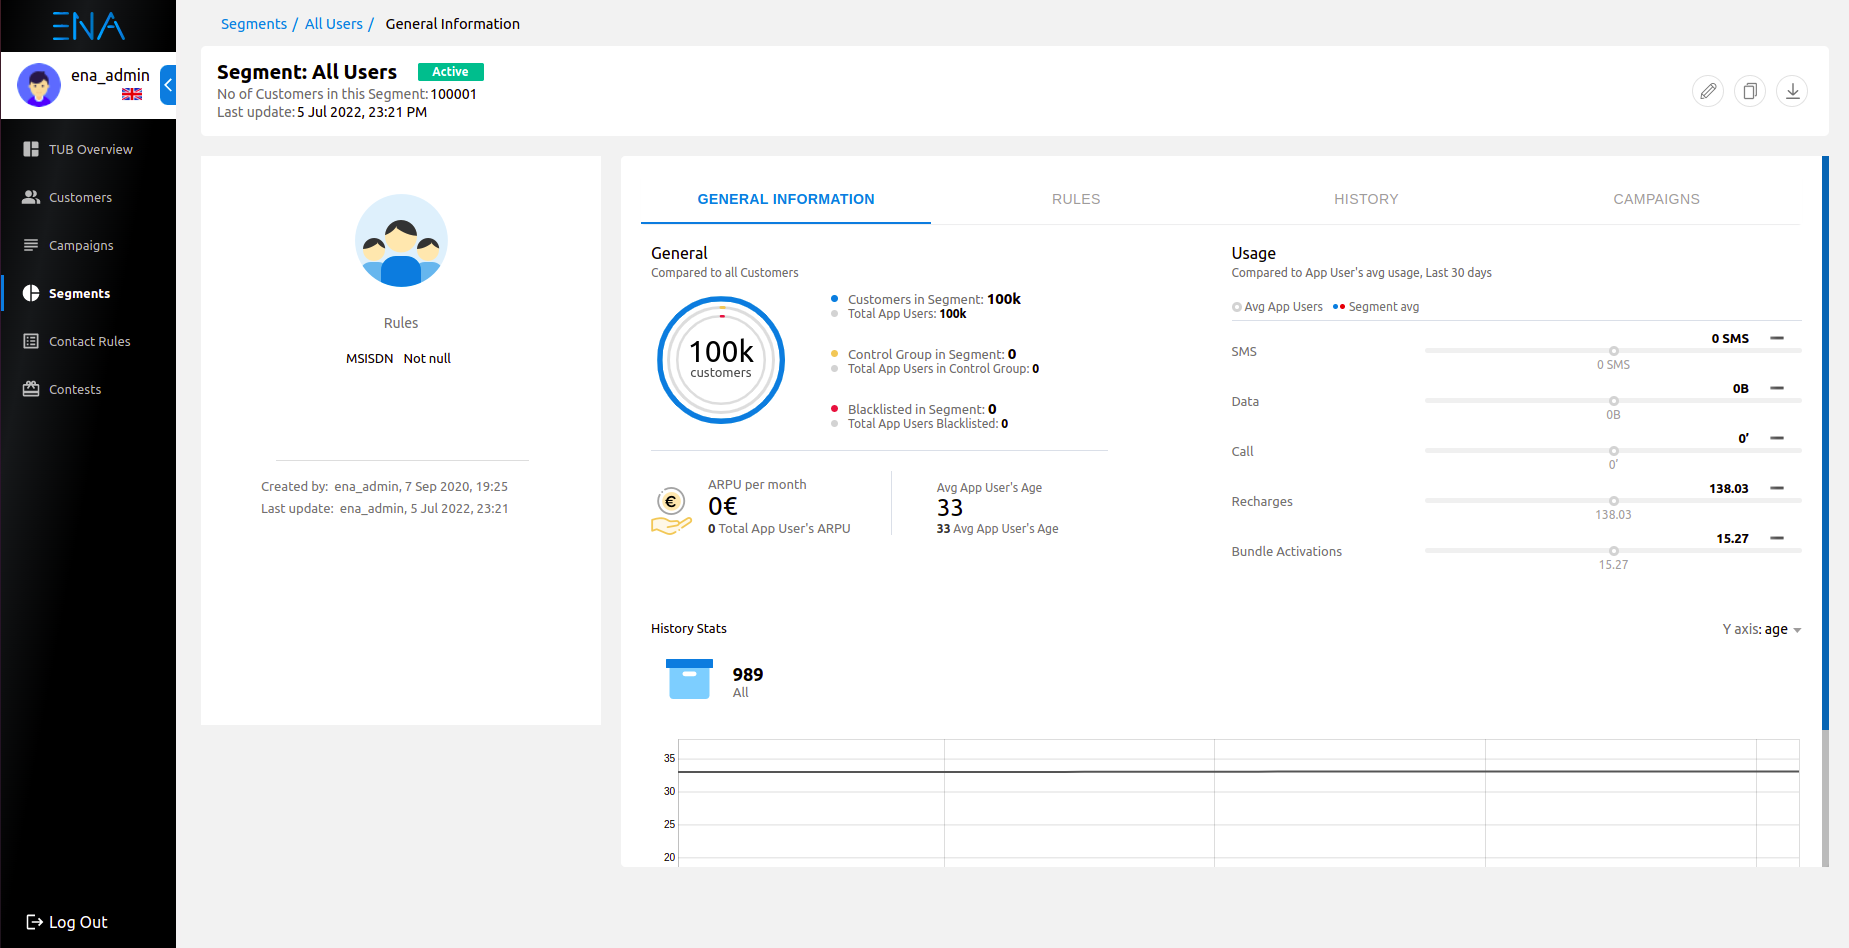 ENA
ena_admin
TUB Overview
Customers
Campaigns
Segments
Contact Rules
Contests
Log Out
Segments / All Users / General Information
Segment: All Users Active
No of Customers in this Segment: 100001
Last update: 5 Jul 2022, 23:21 PM
Rules
MSISDN Not null
Created by: ena_admin, 7 Sep 2020, 19:25
Last update: ena_admin, 5 Jul 2022, 23:21
GENERAL INFORMATION RULES HISTORY CAMPAIGNS
General
Compared to all Customers
100k
customers
Customers in Segment: 100k
Total App Users: 100k
Control Group in Segment: 0
Total App Users in Control Group: 0
Blacklisted in Segment: 0
Total App Users Blacklisted: 0
€
ARPU per month
0€
0 Total App User's ARPU
Avg App User's Age
33
33 Avg App User's Age
Usage
Compared to App User's avg usage, Last 30 days
Avg App Users Segment avg
0 SMS
SMS
0 SMS
0B
Data
0B
0'
Call
0'
138.03
Recharges
138.03
15.27
Bundle Activations
15.27
History Stats
Y axis: age
989
All
35
30
25
20